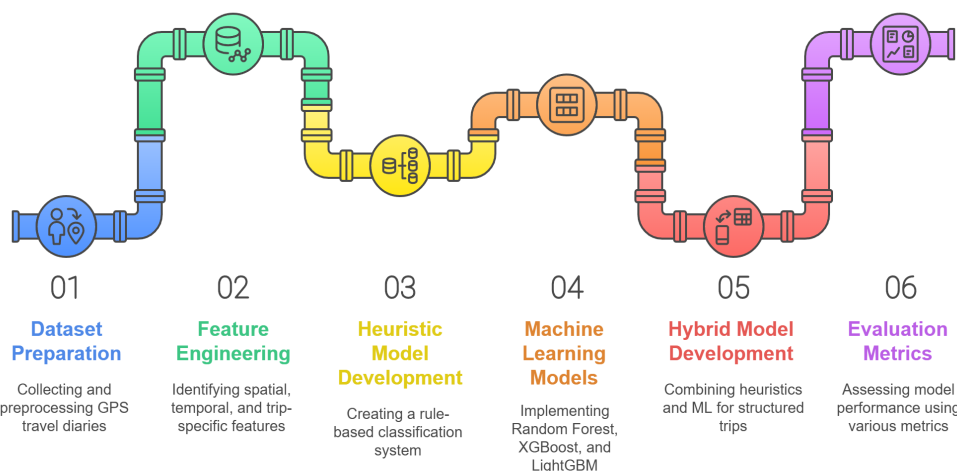 01
Dataset
Preparation
Collecting and
preprocessing GPS
travel diaries
02
Feature
Engineering
Identifying spatial,
temporal, and trip-
specific features
03
Heuristic
Model
Development
Creating a rule-
based classification
system
04
Machine
Learning
Models
Implementing
Random Forest,
XGBoost, and
LightGBM
05
Hybrid Model
Development
Combining heuristics
and ML for structured
trips
06
Evaluation
Metrics
Assessing model
performance using
various metrics